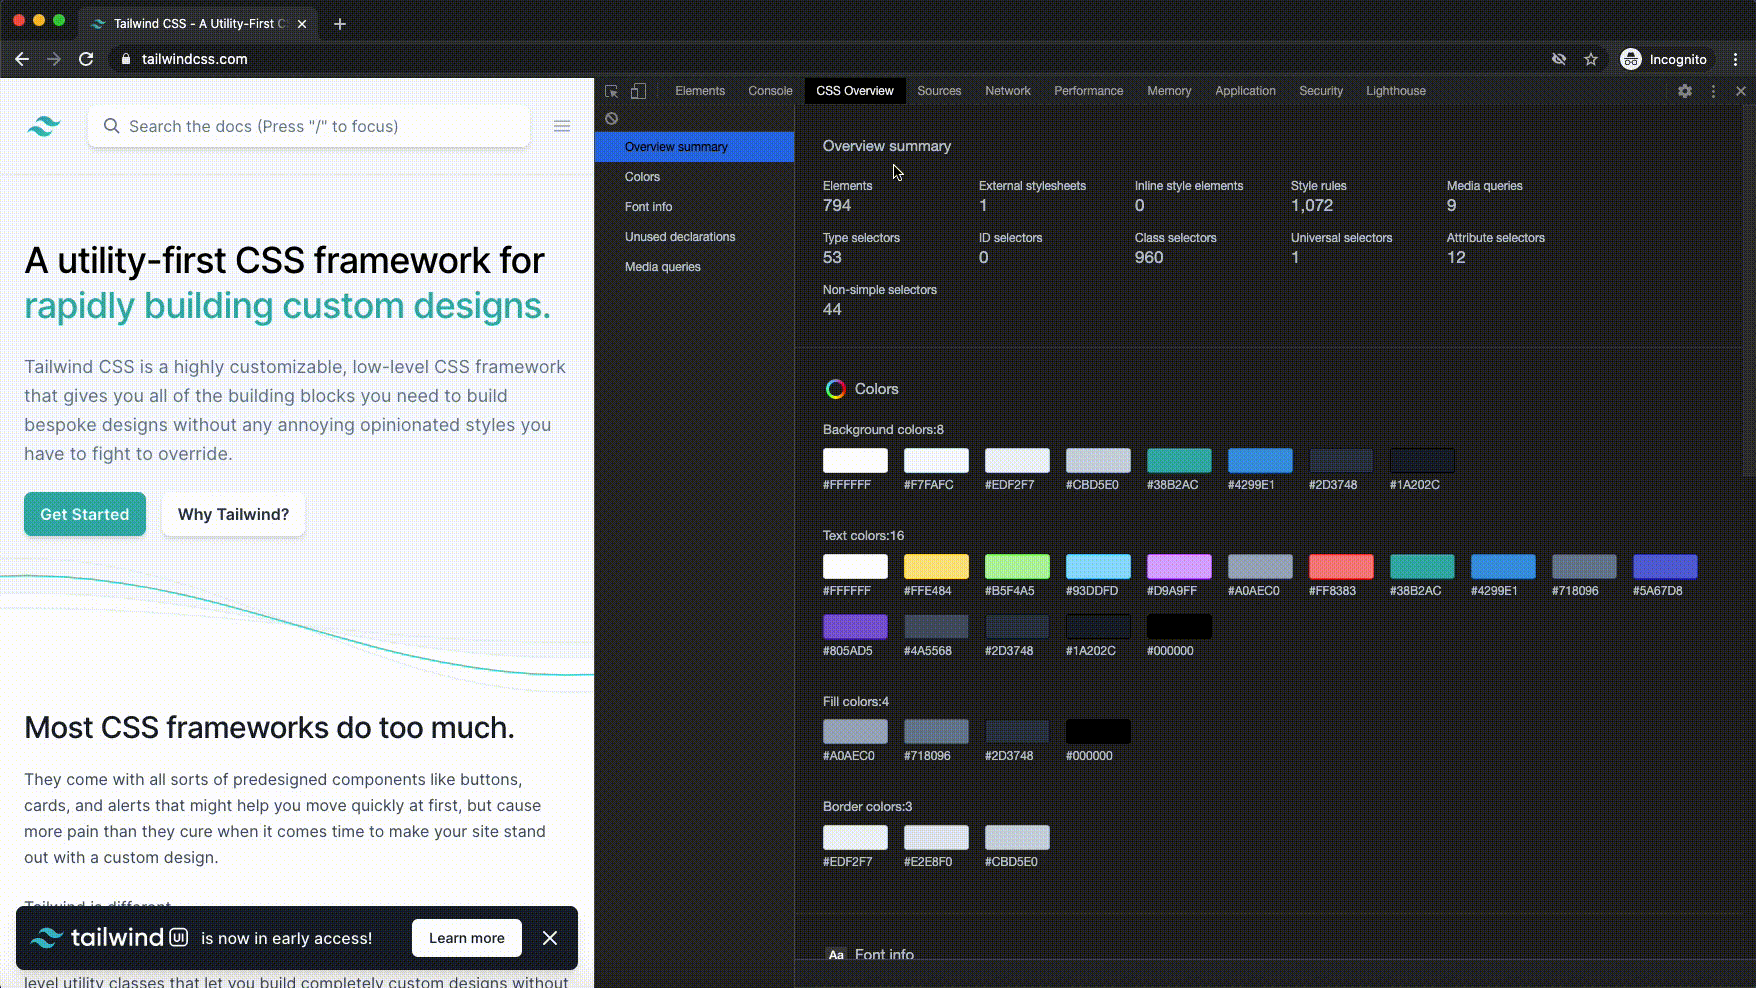 Tailwind CSS - A Utility-First C
tailwindcss.com
Incognito
Search the docs (Press "/" to focus)
A utility-first CSS framework for
rapidly building custom designs.
Tailwind CSS is a highly customizable, low-level CSS framework
that gives you all of the building blocks you need to build
bespoke designs without any annoying opinionated styles you
have to fight to override.
Get Started
Why Tailwind?
Most CSS frameworks do too much.
They come with all sorts of predesigned components like buttons,
cards, and alerts that might help you move quickly at first, but cause
more pain than they cure when it comes time to make your site stand
out with a custom design.
Tailwind is different.
tailwind UI is now in early access!
Learn more
level utility classes that let you build completely custom designs without
Elements Console CSS Overview Sources Network Performance Memory Application Security Lighthouse
Overview summary
Colors
Font info
Unused declarations
Media queries
Overview summary
Elements External stylesheets Inline style elements Style rules Media queries
794 1 0 1,072 9
Type selectors ID selectors Class selectors Universal selectors Attribute selectors
53 0 960 1 12
Non-simple selectors
44
Colors
Background colors:8
#FFFFFF #F7FAFC #EDF2F7 #CBD5E0 #38B2AC #4299E1 #2D3748 #1A202C
Text colors:16
#FFFFFF #FFE484 #B5F4A5 #93DDFD #D9A9FF #A0AEC0 #FF8383 #38B2AC #4299E1 #718096 #5A67D8
#805AD5 #4A5568 #2D3748 #1A202C #000000
Fill colors:4
#A0AEC0 #718096 #2D3748 #000000
Border colors:3
#EDF2F7 #E2E8F0 #CBD5E0
Aa Font info